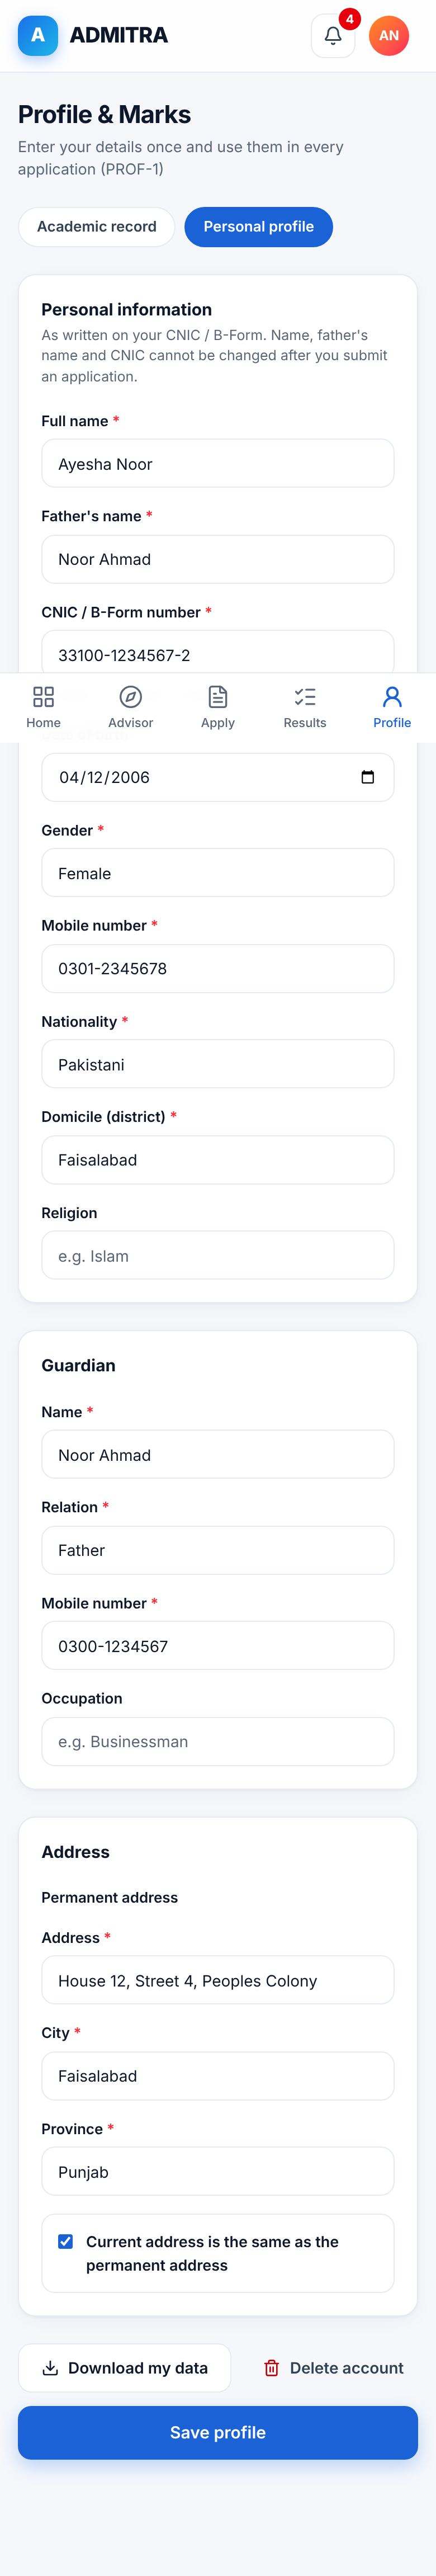 A ADMITRA 4 AN
Profile & Marks
Enter your details once and use them in every
application (PROF-1)
Academic record Personal profile
Personal information
As written on your CNIC / B-Form. Name, father's
name and CNIC cannot be changed after you submit
an application.
Full name *
Ayesha Noor
Father's name *
Noor Ahmad
CNIC / B-Form number *
33100-1234567-2
Home Advisor Apply Results Profile
04/12/2006
Gender *
Female
Mobile number *
0301-2345678
Nationality *
Pakistani
Domicile (district) *
Faisalabad
Religion
e.g. Islam
Guardian
Name *
Noor Ahmad
Relation *
Father
Mobile number *
0300-1234567
Occupation
e.g. Businessman
Address
Permanent address
Address *
House 12, Street 4, Peoples Colony
City *
Faisalabad
Province *
Punjab
Current address is the same as the
permanent address
Download my data Delete account
Save profile